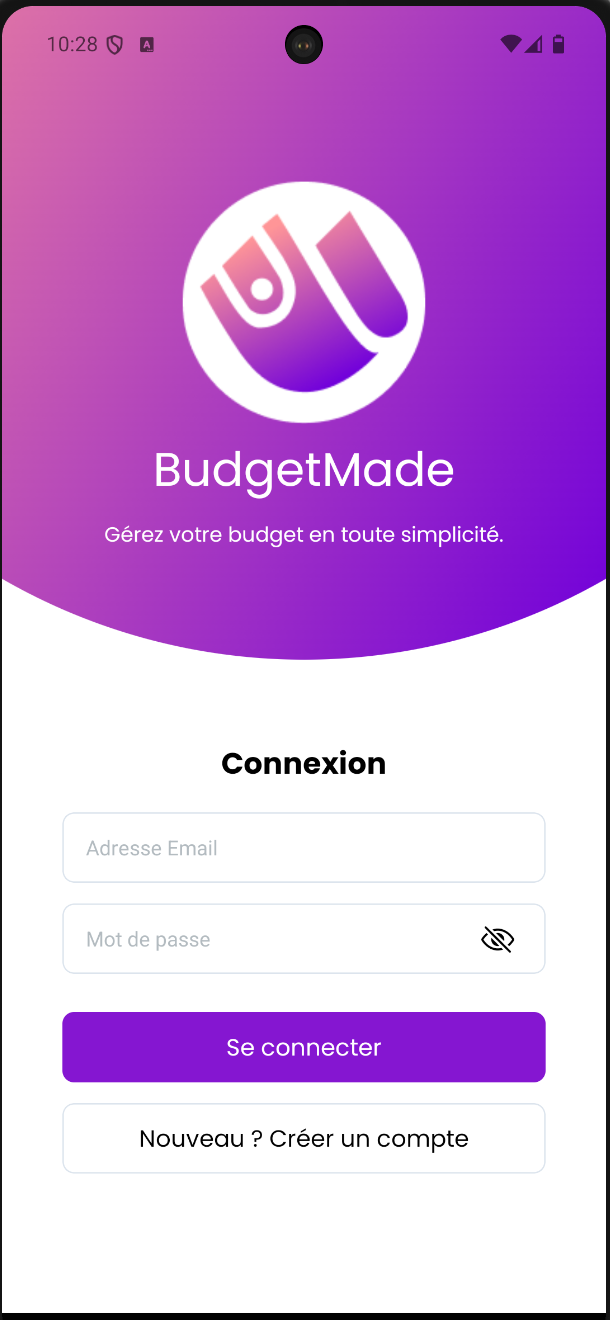 10:28
A
BudgetMade
Gérez votre budget en toute simplicité.
Connexion
Adresse Email
Mot de passe
Se connecter
Nouveau ? Créer un compte